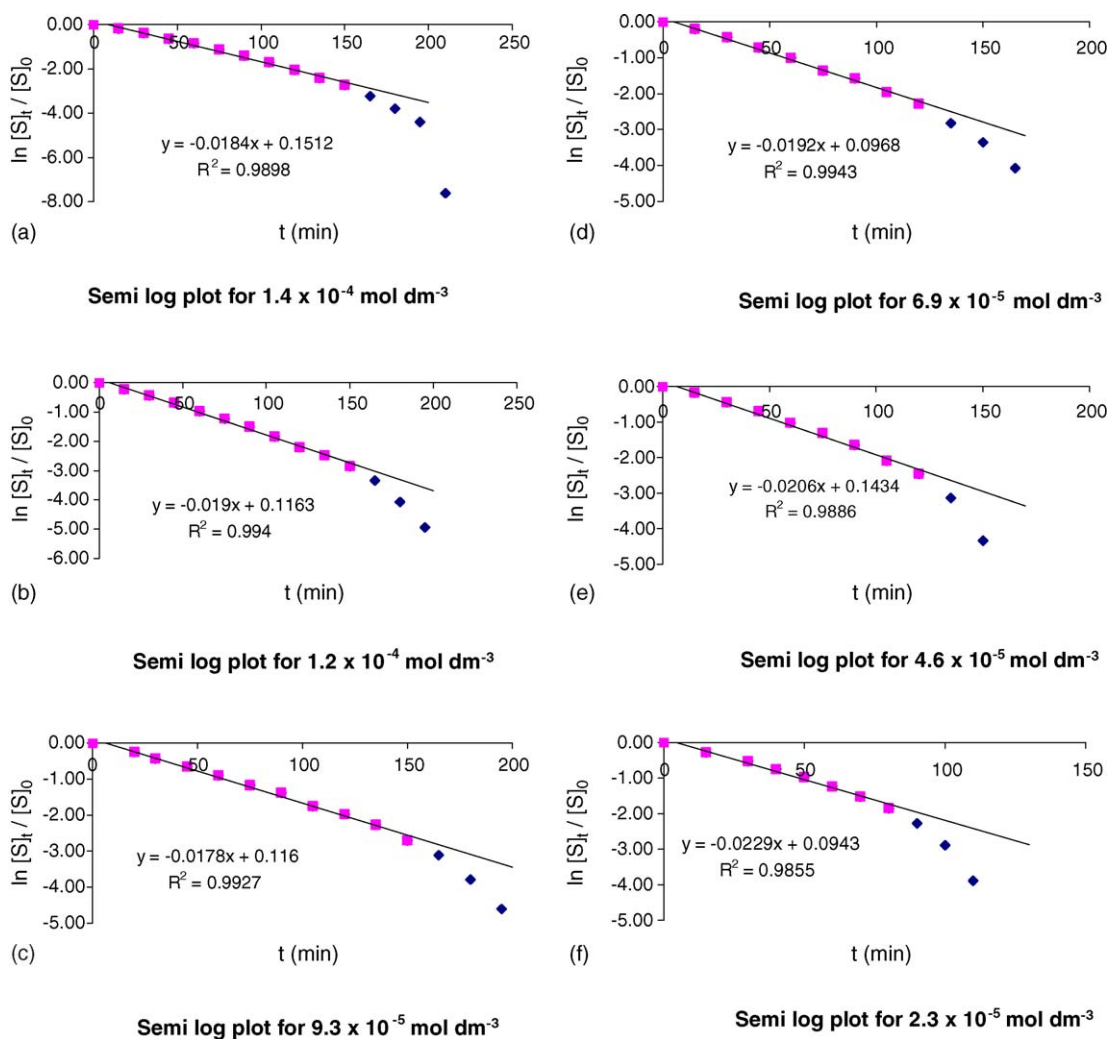 0.00
-2.00
-4.00
-6.00
-8.00
0 50 100 150 200 250
ln [S]t / [S]0
y = -0.0184x + 0.1512
R² = 0.9898
t (min)
(a)
Semi log plot for 1.4 x 10⁻⁴ mol dm⁻³
0.00
-1.00
-2.00
-3.00
-4.00
-5.00
-6.00
0 50 100 150 200 250
ln [S]t / [S]0
y = -0.019x + 0.1163
R² = 0.994
t (min)
(b)
Semi log plot for 1.2 x 10⁻⁴ mol dm⁻³
0.00
-1.00
-2.00
-3.00
-4.00
-5.00
0 50 100 150 200
ln [S]t / [S]0
y = -0.0178x + 0.116
R² = 0.9927
t (min)
(c)
Semi log plot for 9.3 x 10⁻⁵ mol dm⁻³
0.00
-1.00
-2.00
-3.00
-4.00
-5.00
0 50 100 150 200
ln [S]t / [S]0
y = -0.0192x + 0.0968
R² = 0.9943
t (min)
(d)
Semi log plot for 6.9 x 10⁻⁵ mol dm⁻³
0.00
-1.00
-2.00
-3.00
-4.00
-5.00
0 50 100 150 200
ln [S]t / [S]0
y = -0.0206x + 0.1434
R² = 0.9886
t (min)
(e)
Semi log plot for 4.6 x 10⁻⁵ mol dm⁻³
0.00
-1.00
-2.00
-3.00
-4.00
-5.00
0 50 100 150
ln [S]t / [S]0
y = -0.0229x + 0.0943
R² = 0.9855
t (min)
(f)
Semi log plot for 2.3 x 10⁻⁵ mol dm⁻³